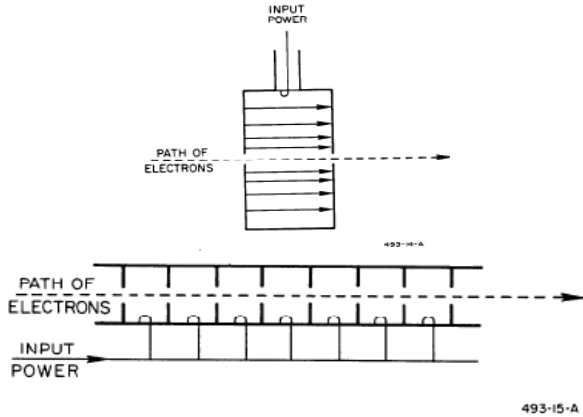 INPUT
POWER
PATH OF
ELECTRONS
493-14-A
PATH OF
ELECTRONS
INPUT
POWER
493-15-A